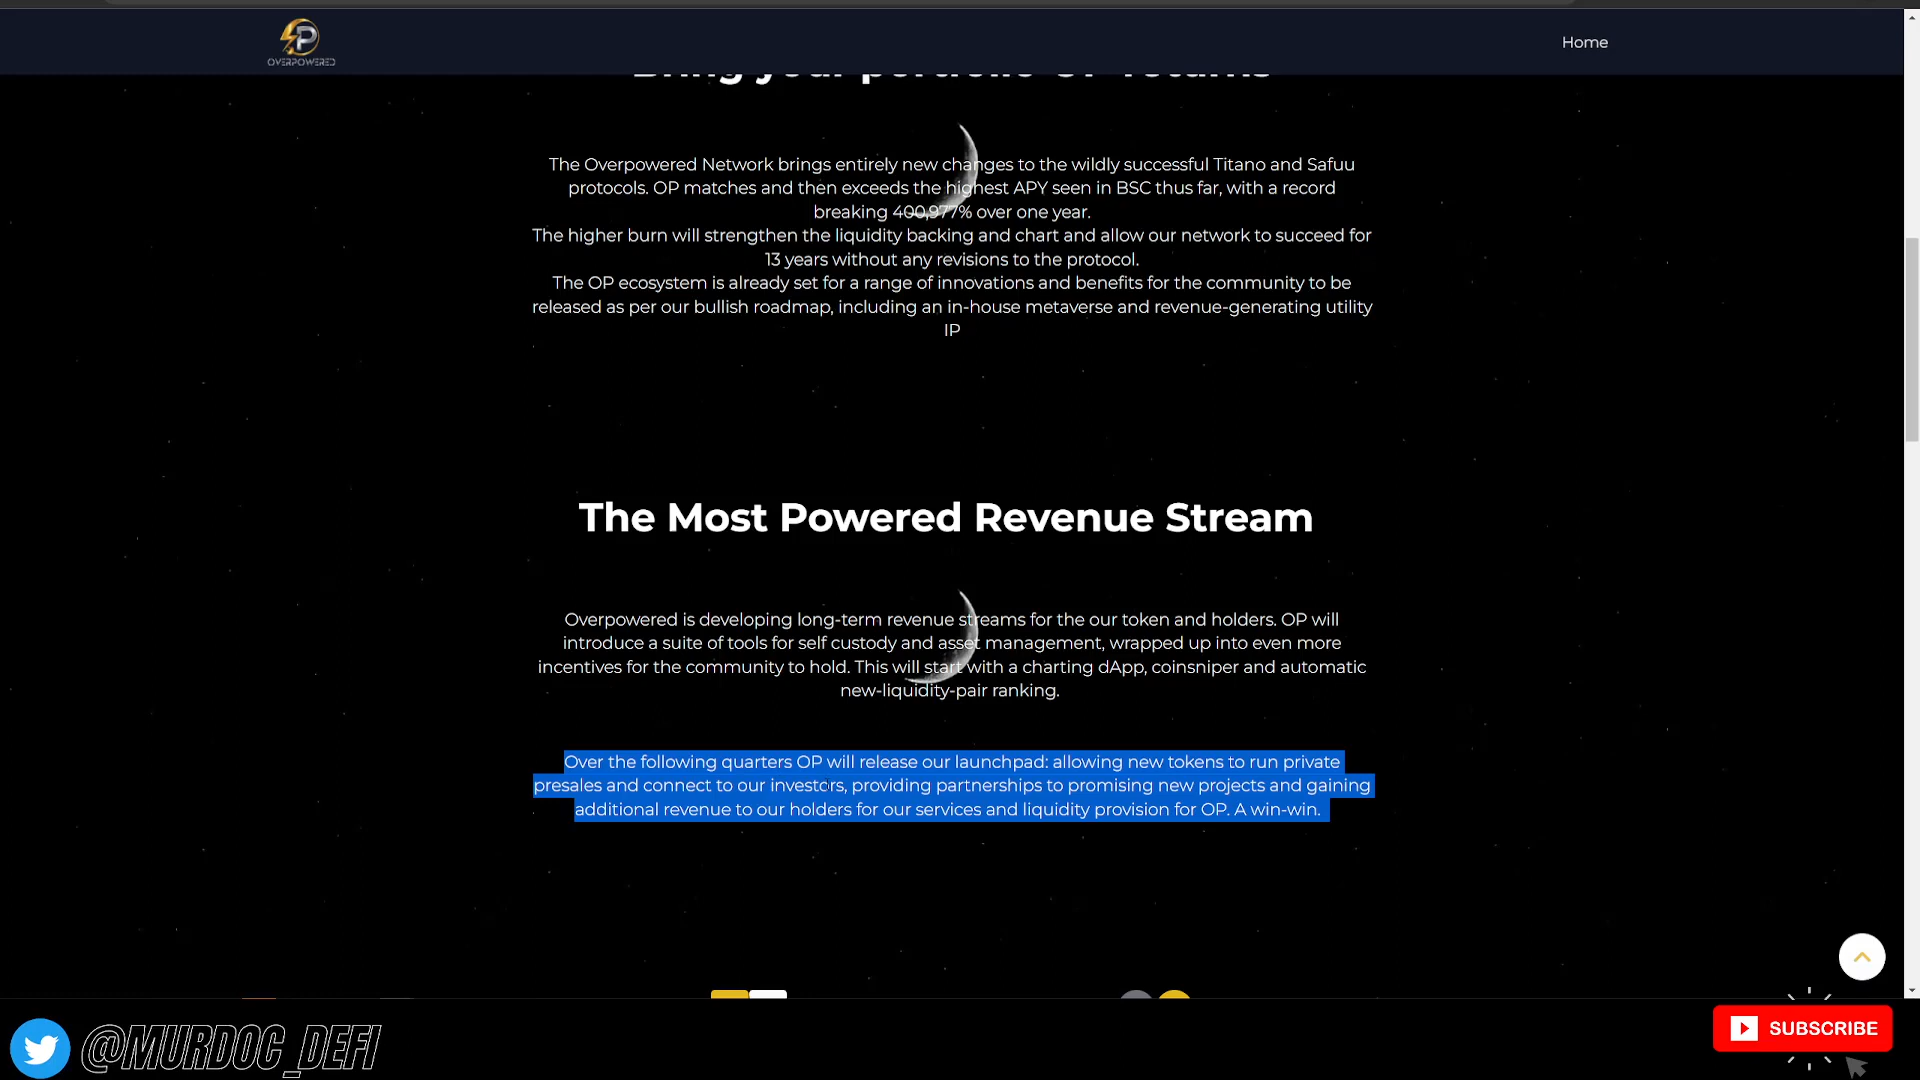 OVERPOWERED
Home
Bring your portfolio OP returns
The Overpowered Network brings entirely new changes to the wildly successful Titano and Safuu
protocols. OP matches and then exceeds the highest APY seen in BSC thus far, with a record
breaking 400,977% over one year.
The higher burn will strengthen the liquidity backing and chart and allow our network to succeed for
13 years without any revisions to the protocol.
The OP ecosystem is already set for a range of innovations and benefits for the community to be
released as per our bullish roadmap, including an in-house metaverse and revenue-generating utility
IP
The Most Powered Revenue Stream
Overpowered is developing long-term revenue streams for the our token and holders. OP will
introduce a suite of tools for self custody and asset management, wrapped up into even more
incentives for the community to hold. This will start with a charting dApp, coinsniper and automatic
new-liquidity-pair ranking.
Over the following quarters OP will release our launchpad: allowing new tokens to run private
presales and connect to our investors, providing partnerships to promising new projects and gaining
additional revenue to our holders for our services and liquidity provision for OP. A win-win.
@MURDOC_DEFI
SUBSCRIBE